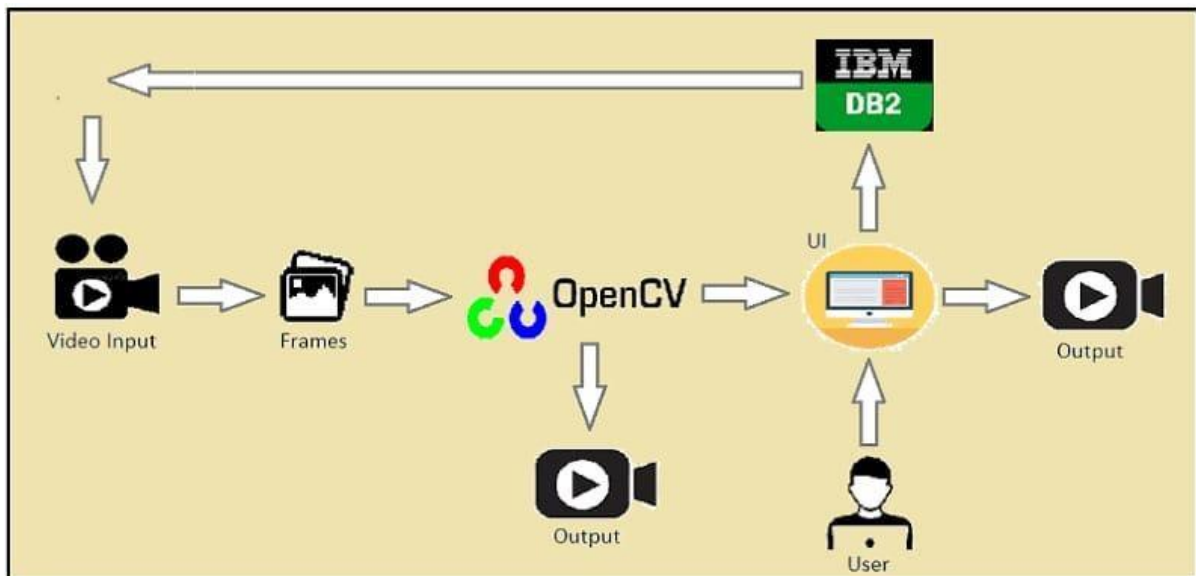 IBM
DB2
UI
OpenCV
Video Input
Frames
Output
Output
User